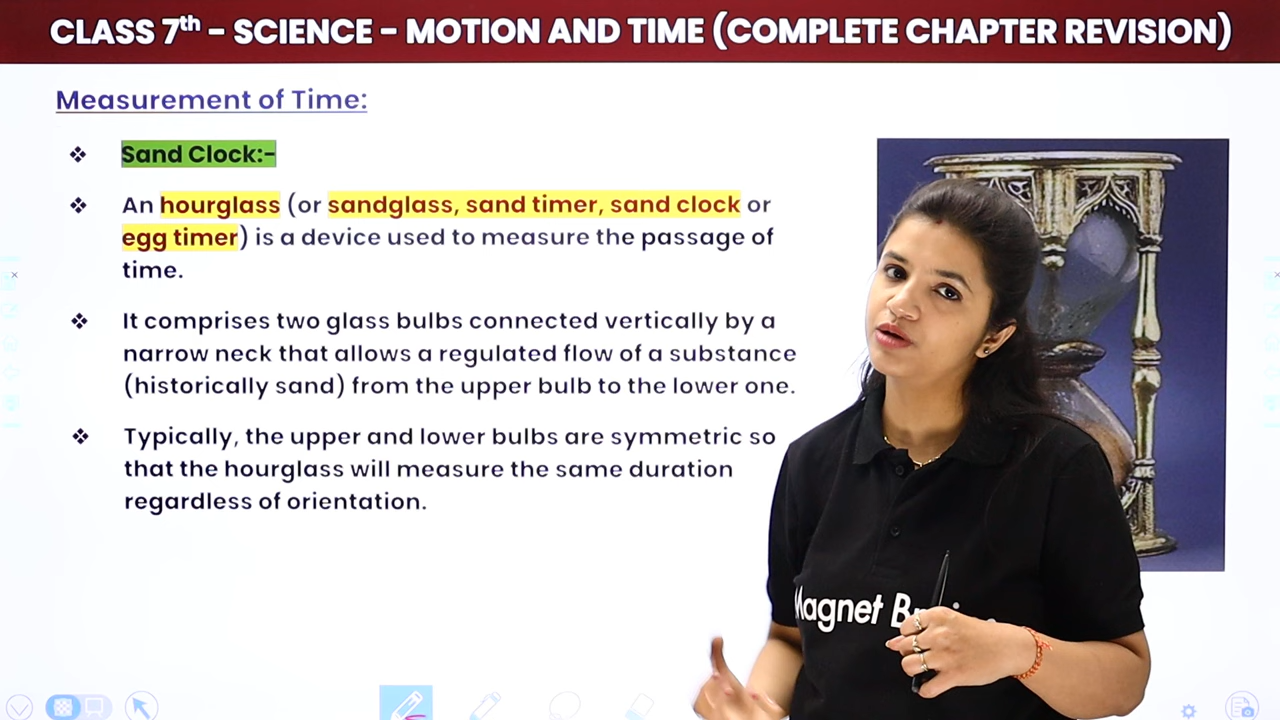 CLASS 7th – SCIENCE – MOTION AND TIME (COMPLETE CHAPTER REVISION)
Measurement of Time:
❖ Sand Clock:-
❖ An hourglass (or sandglass, sand timer, sand clock or
egg timer) is a device used to measure the passage of
time.
❖ It comprises two glass bulbs connected vertically by a
narrow neck that allows a regulated flow of a substance
(historically sand) from the upper bulb to the lower one.
❖ Typically, the upper and lower bulbs are symmetric so
that the hourglass will measure the same duration
regardless of orientation.
Magnet